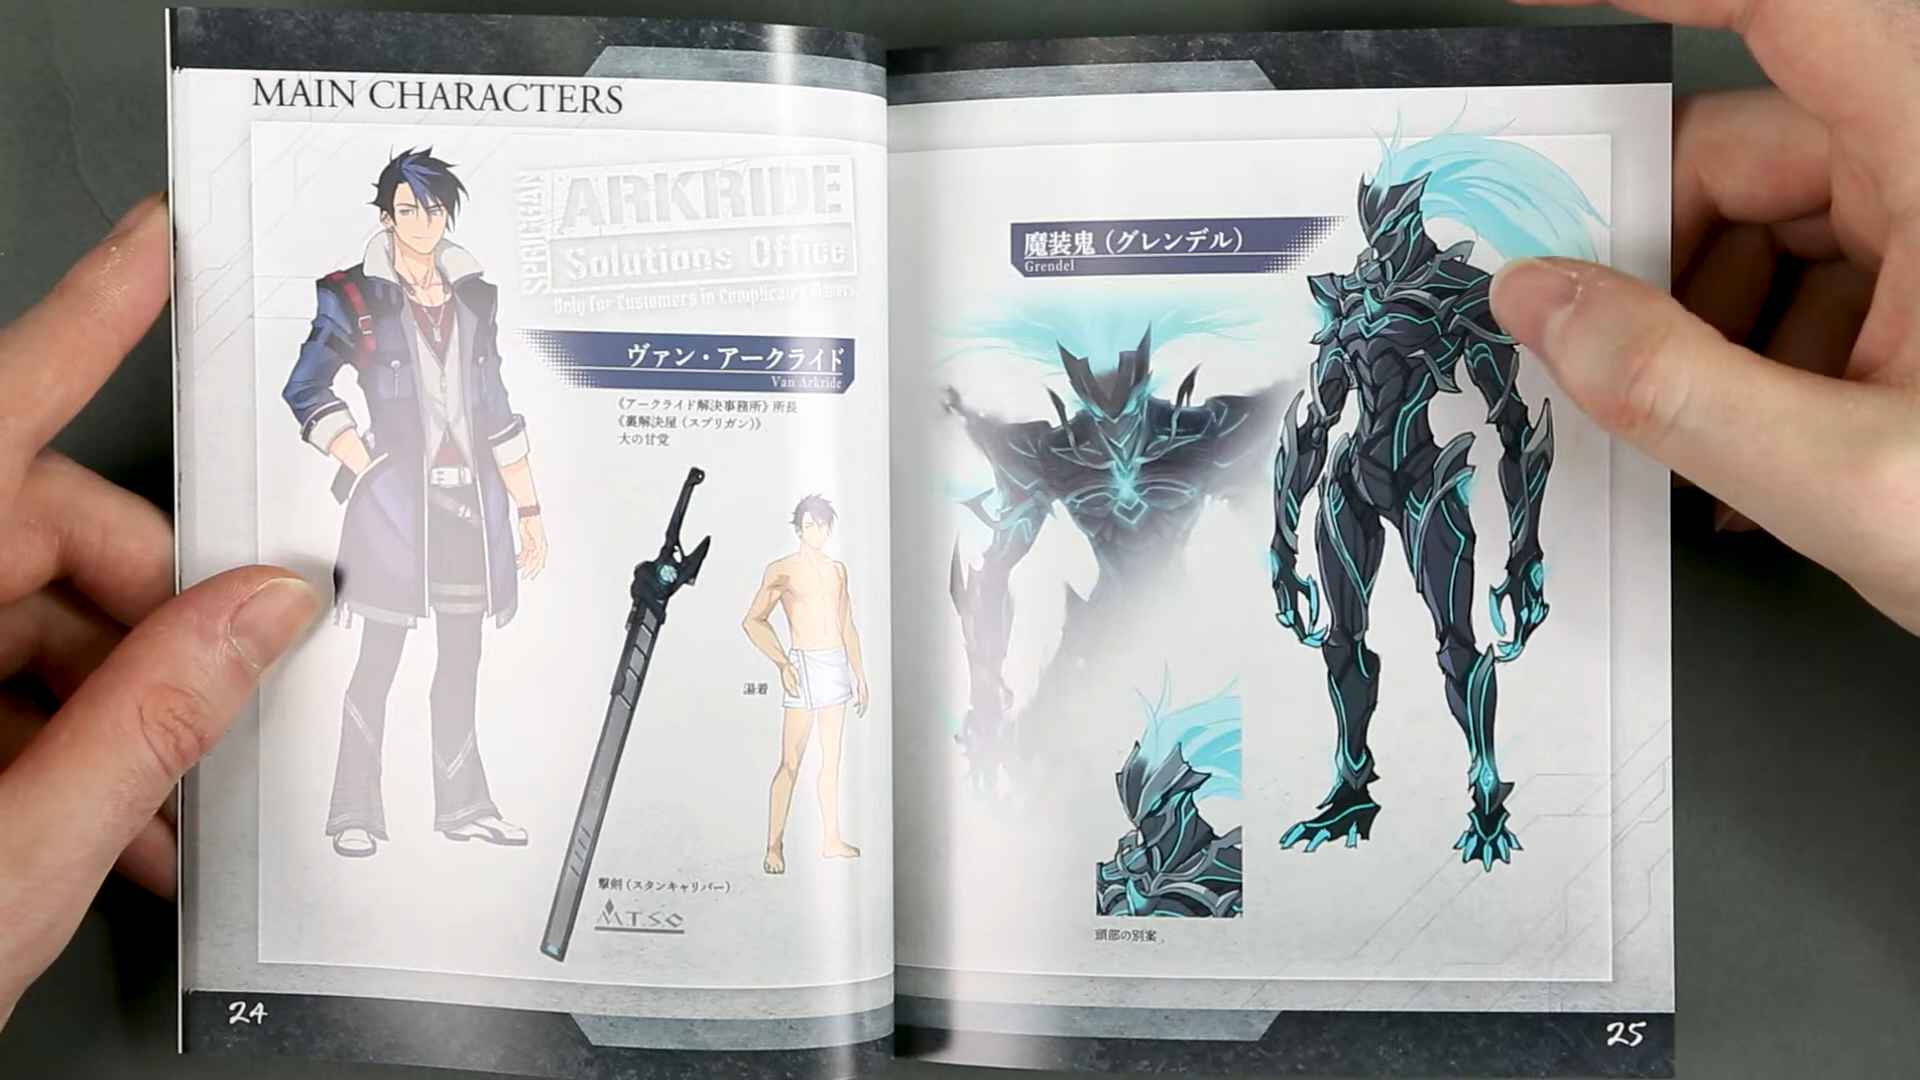 MAIN CHARACTERS
SPRIGGAN
ARKRIDE
Solutions Office
Only for Customers in Complicated Matters
ヴァン・アークライド
Van Arkride
《アークライド解決事務所》所長
《裏解決屋（スプリガン）》
大の甘党
湯着
撃剣（スタンキャリバー）
M.T.S.C
24
魔装鬼（グレンデル）
Grendel
頭部の別案
25